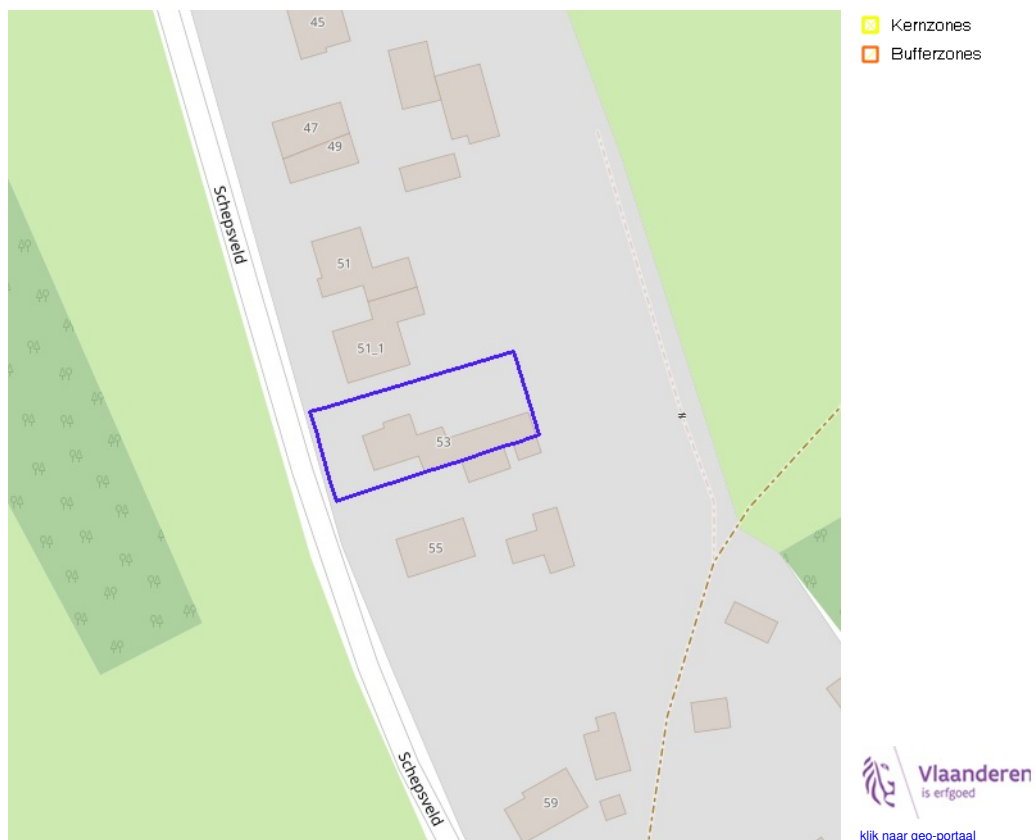 45
47
49
Schepsveld
51
51_1
53
55
59
Schepsveld
Kernzones
Bufferzones
Vlaanderen
is erfgoed
klik naar geo-portaal